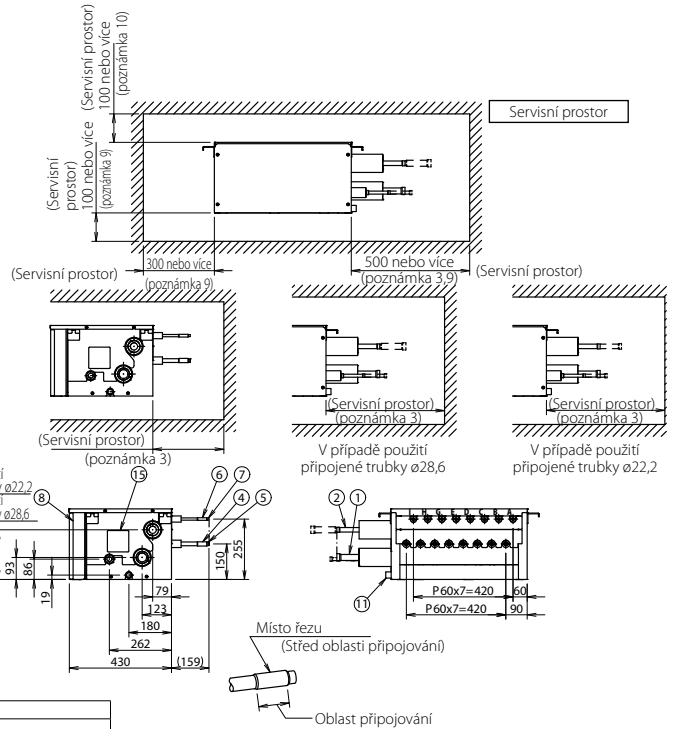 (Servisní prostor)
100 nebo více
(poznámka 10)
Servisní prostor
(Servisní
prostor)
100 nebo více
(poznámka 9)
300 nebo více
(poznámka 9)
500 nebo více
(poznámka 3,9)
(Servisní prostor)
(Servisní prostor)
(Servisní prostor)
(poznámka 3)
(Servisní prostor)
(poznámka 3)
V případě použití
připojené trubky ø28,6
(Servisní prostor)
(poznámka 3)
V případě použití
připojené trubky ø22,2
ø22,2
ø28,6
8
15
6
7
4
5
2
1
11
H G F E D C B A
93
86
19
79
123
180
262
430
(159)
150
255
P60x7=420
60
P60x7=420
90
Místo řezu
(Střed oblasti připojování)
Oblast připojování